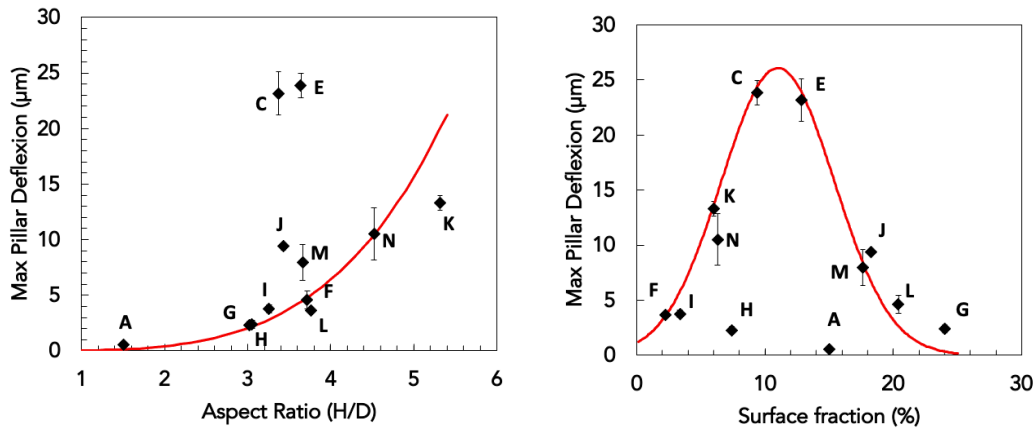 Max Pillar Deflexion (µm)
30
25
20
15
10
5
0
C
E
J
M
N
K
I
F
G
H
L
A
1 2 3 4 5 6
Aspect Ratio (H/D)
Max Pillar Deflexion (µm)
30
25
20
15
10
5
0
C
E
K
N
J
M
F
I
H
A
L
G
0 10 20 30
Surface fraction (%)